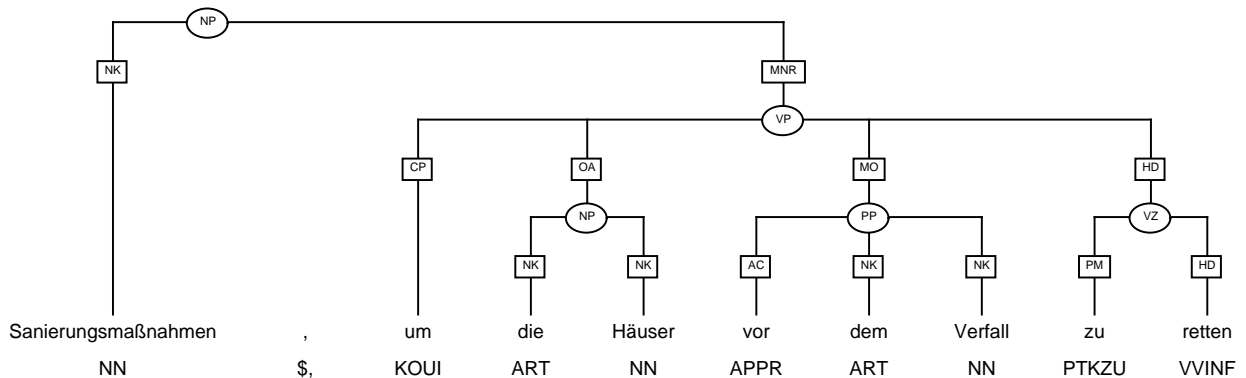 NP
NK MNR
VP
CP OA MO HD
NP PP VZ
NK NK AC NK NK PM HD
Sanierungsmaßnahmen , um die Häuser vor dem Verfall zu retten
NN $, KOUI ART NN APPR ART NN PTKZU VVINF